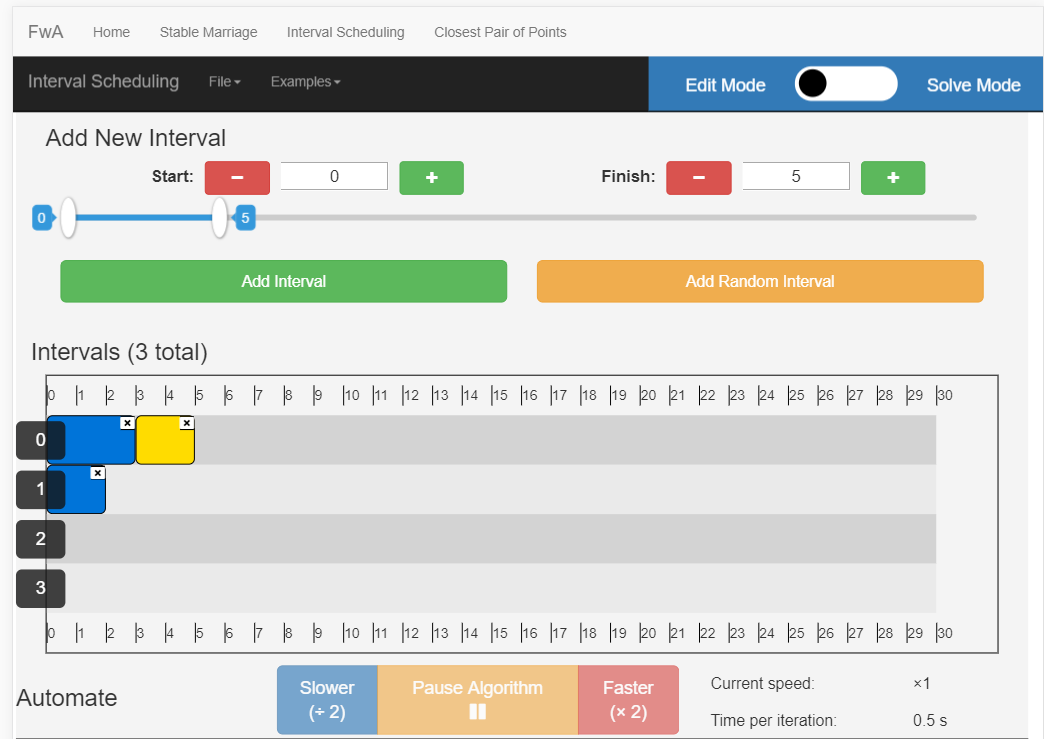 FwA Home Stable Marriage Interval Scheduling Closest Pair of Points
Interval Scheduling File Examples Edit Mode Solve Mode
Add New Interval
Start: − 0 + Finish: − 5 +
0 5
Add Interval Add Random Interval
Intervals (3 total)
0 1 2 3 4 5 6 7 8 9 10 11 12 13 14 15 16 17 18 19 20 21 22 23 24 25 26 27 28 29 30
0 × ×
1 ×
2
3
0 1 2 3 4 5 6 7 8 9 10 11 12 13 14 15 16 17 18 19 20 21 22 23 24 25 26 27 28 29 30
Automate
Slower Pause Algorithm Faster
(÷ 2) (× 2)
Current speed: ×1
Time per iteration: 0.5 s